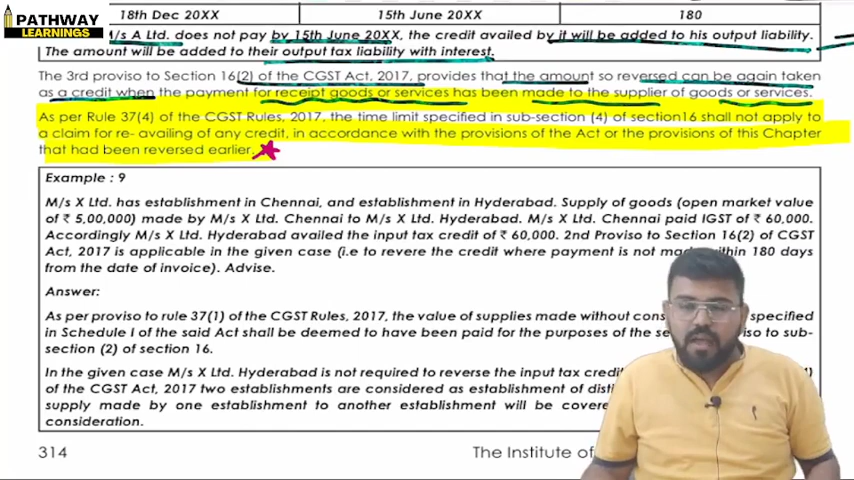 PATHWAY
LEARNINGS
18th Dec 20XX 15th June 20XX 180
M/s A Ltd. does not pay by 15th June 20XX, the credit availed by it will be added to his output liability.
The amount will be added to their output tax liability with interest.
The 3rd proviso to Section 16(2) of the CGST Act, 2017, provides that the amount so reversed can be again taken
as a credit when the payment for receipt goods or services has been made to the supplier of goods or services.
As per Rule 37(4) of the CGST Rules, 2017, the time limit specified in sub-section (4) of section16 shall not apply to
a claim for re- availing of any credit, in accordance with the provisions of the Act or the provisions of this Chapter
that had been reversed earlier.
Example : 9
M/s X Ltd. has establishment in Chennai, and establishment in Hyderabad. Supply of goods (open market value
of ₹ 5,00,000) made by M/s X Ltd. Chennai to M/s X Ltd. Hyderabad. M/s X Ltd. Chennai paid IGST of ₹ 60,000.
Accordingly M/s X Ltd. Hyderabad availed the input tax credit of ₹ 60,000. 2nd Proviso to Section 16(2) of CGST
Act, 2017 is applicable in the given case (i.e to revere the credit where payment is not made within 180 days
from the date of invoice). Advise.
Answer:
As per proviso to rule 37(1) of the CGST Rules, 2017, the value of supplies made without specified
in Schedule I of the said Act shall be deemed to have been paid for the purposes of the to sub-
section (2) of section 16.
In the given case M/s X Ltd. Hyderabad is not required to reverse the input tax
of the CGST Act, 2017 two establishments are considered as establishment of
supply made by one establishment to another establishment will be
consideration.
314 The Institute of